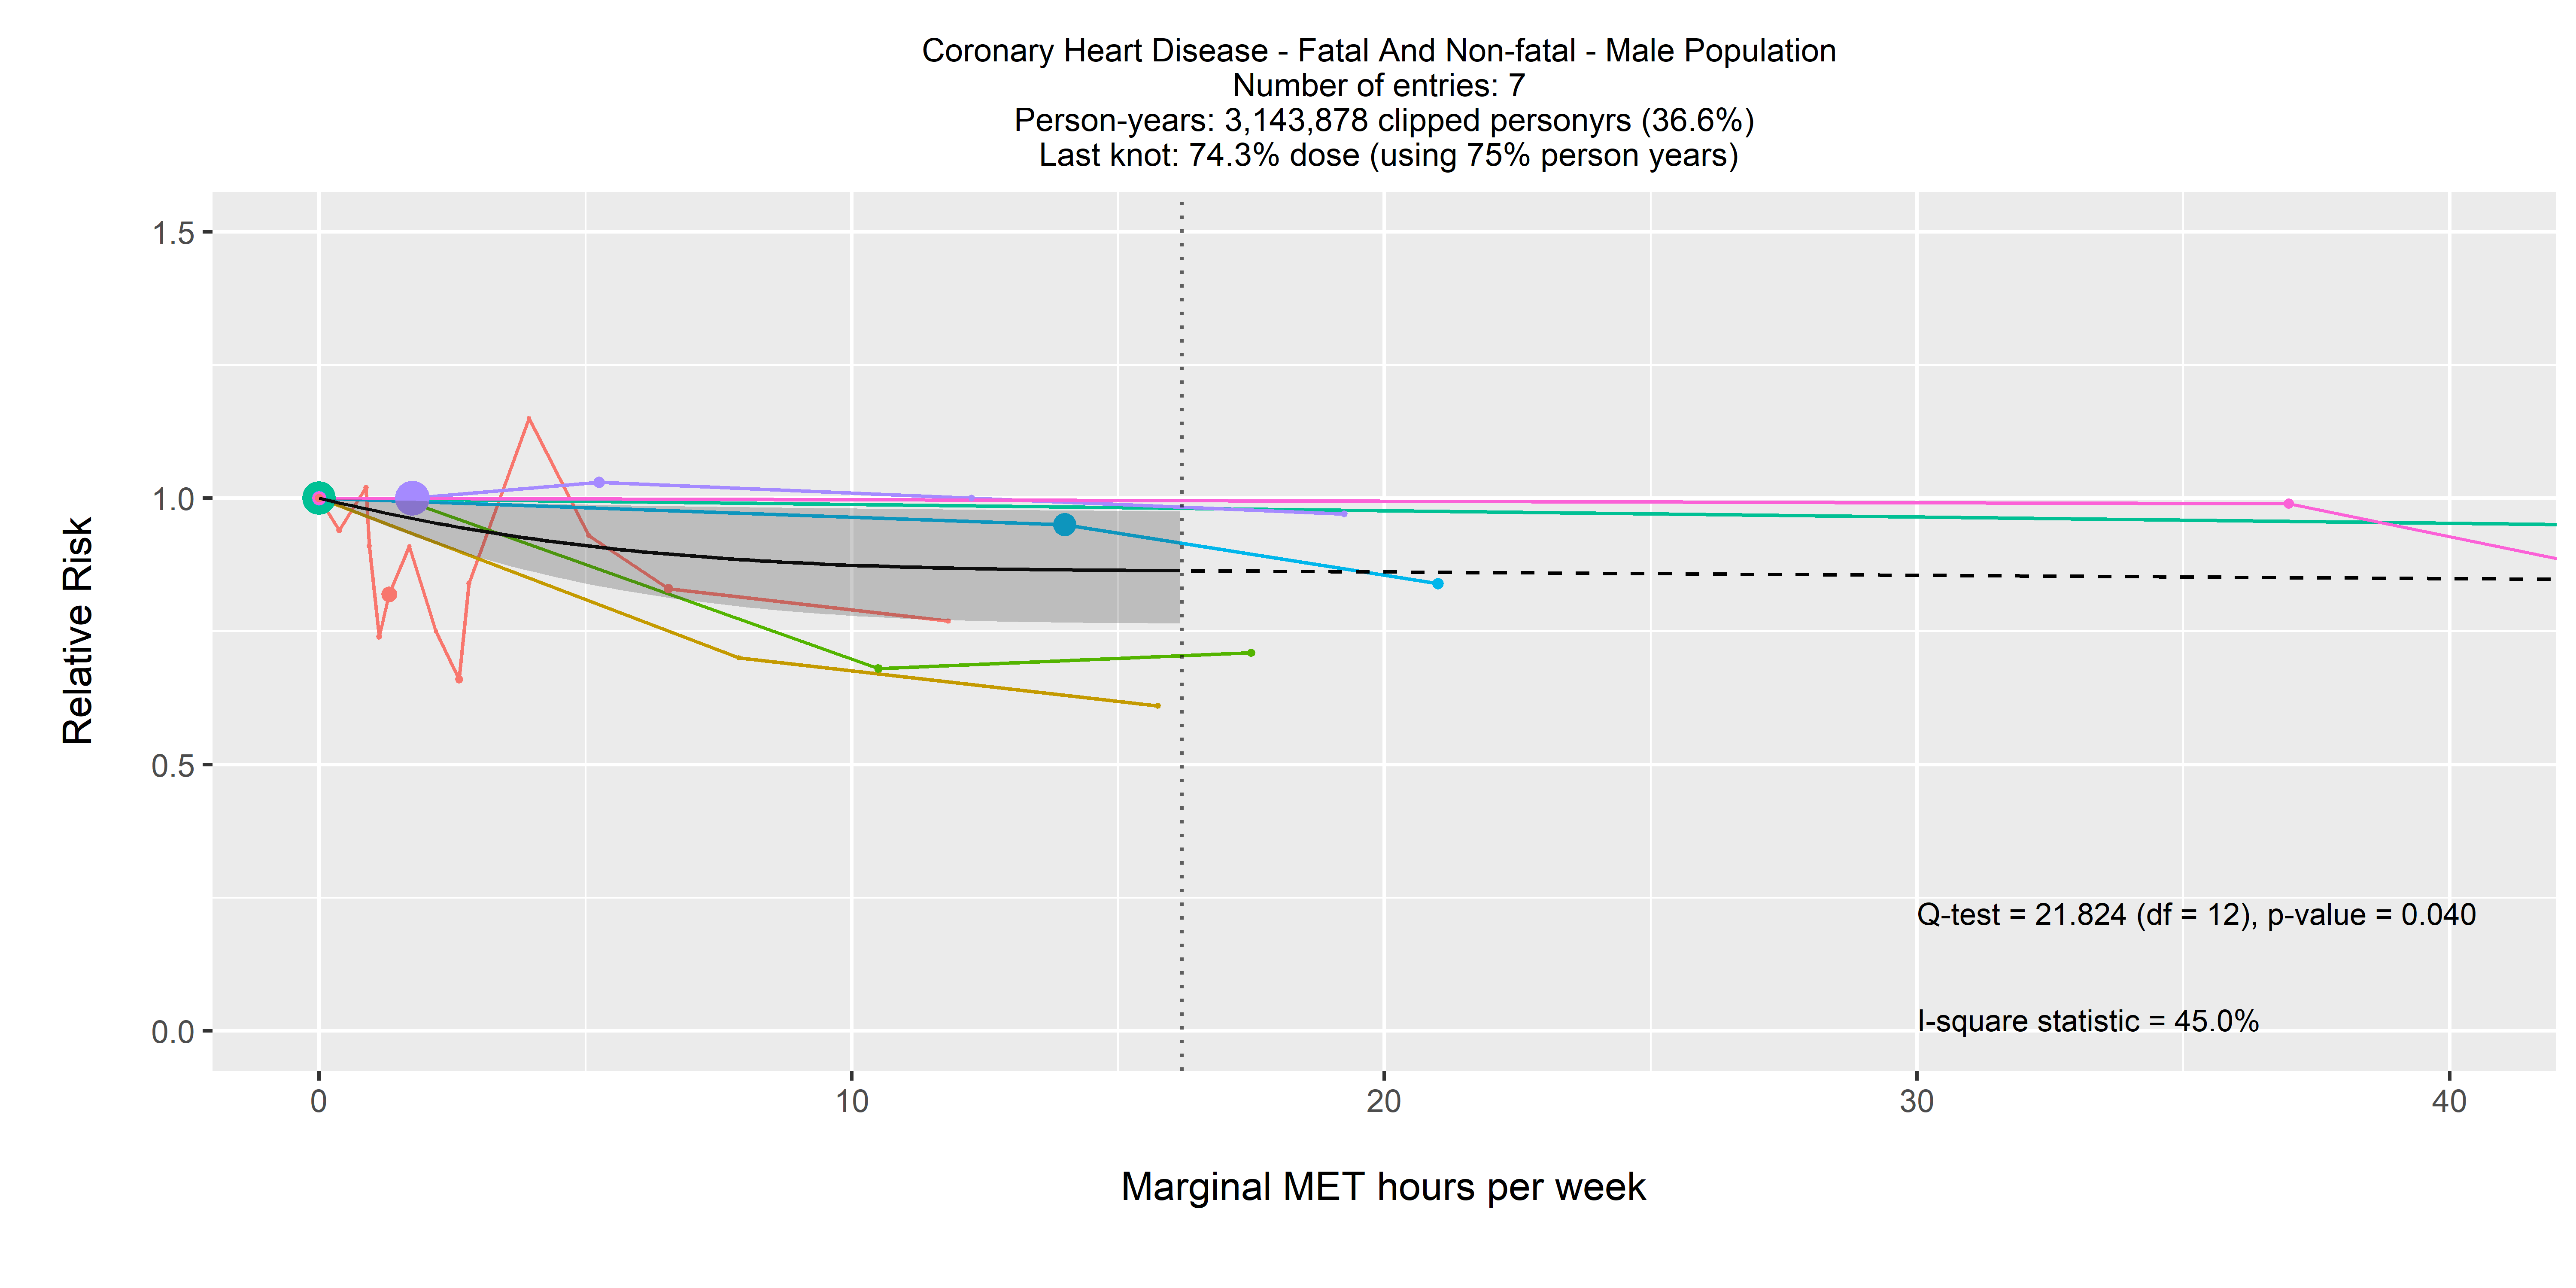 Coronary Heart Disease - Fatal And Non-fatal - Male Population
Number of entries: 7
Person-years: 3,143,878 clipped personyrs (36.6%)
Last knot: 74.3% dose (using 75% person years)
1.5
1.0
0.5
0.0
Relative Risk
Q-test = 21.824 (df = 12), p-value = 0.040
I-square statistic = 45.0%
0 10 20 30 40
Marginal MET hours per week